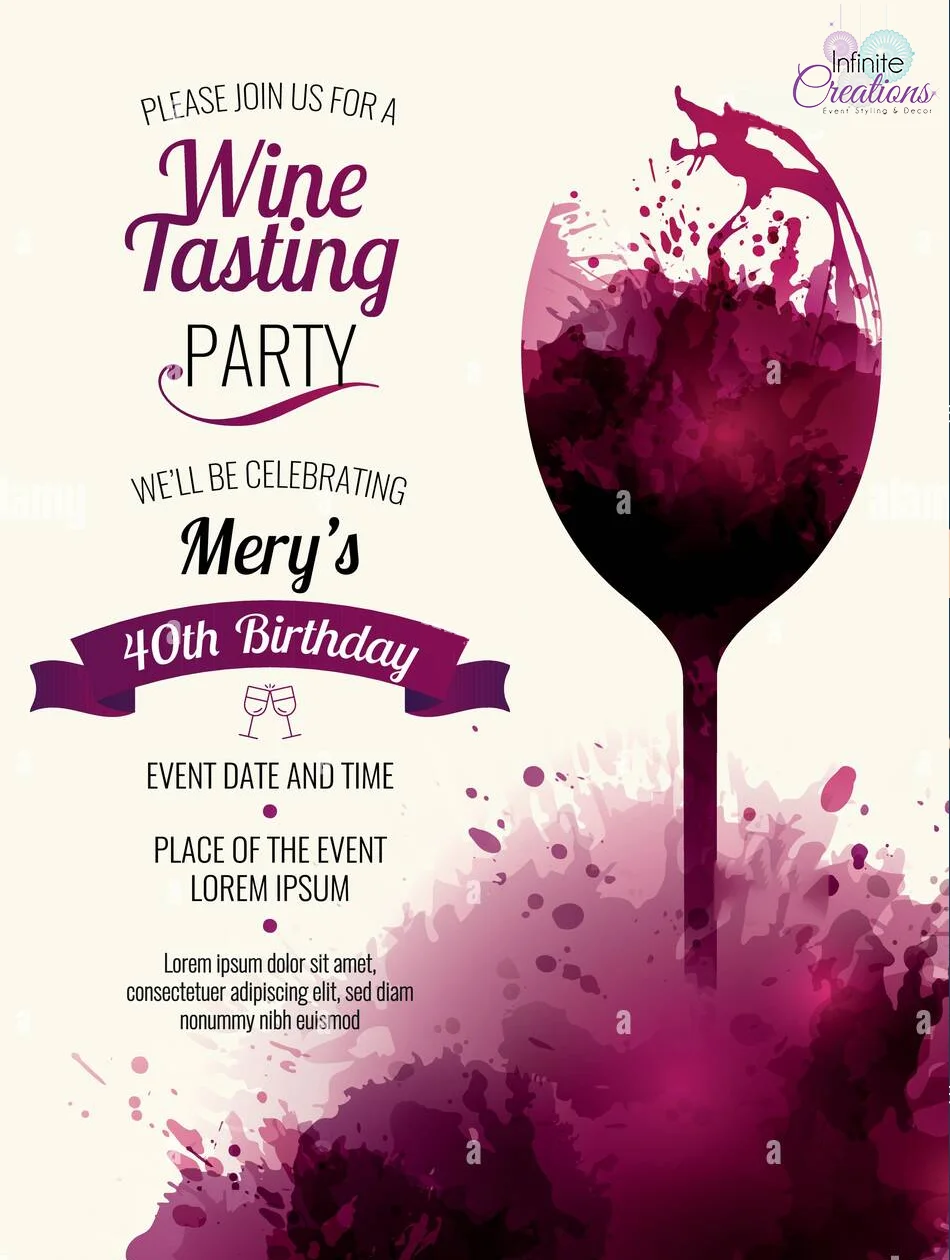 Infinite
Creations
Event Styling & Decor
PLEASE JOIN US FOR A
Wine
Tasting
PARTY
WE'LL BE CELEBRATING
Mery's
40th Birthday
EVENT DATE AND TIME
PLACE OF THE EVENT
LOREM IPSUM
Lorem ipsum dolor sit amet,
consectetuer adipiscing elit, sed diam
nonummy nibh euismod
a
a
a
a
a
a
a